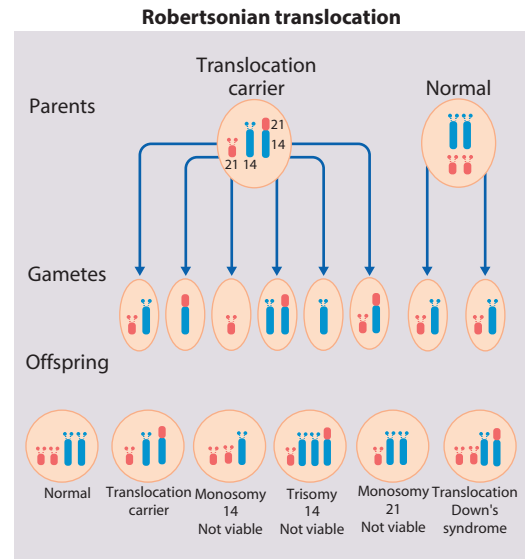 Robertsonian translocation
Translocation
carrier
Normal
Parents
21
14
21 14
Gametes
Offspring
Normal
Translocation
carrier
Monosomy
14
Not viable
Trisomy
14
Not viable
Monosomy
21
Not viable
Translocation
Down's
syndrome